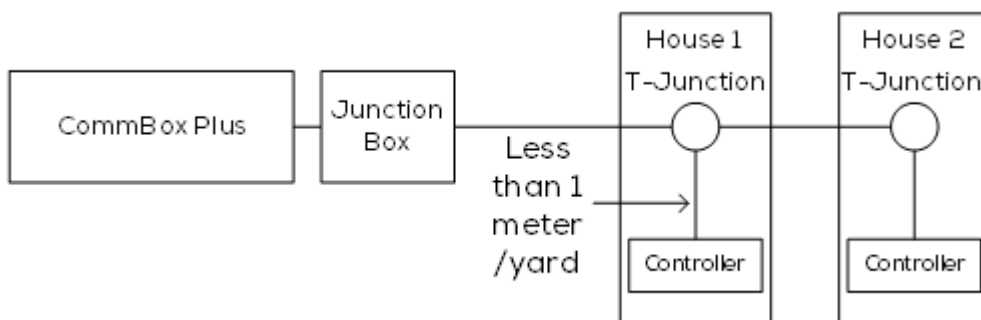 CommBox Plus
Junction
Box
Less
than 1
meter
/yard
House 1
T-Junction
Controller
House 2
T-Junction
Controller